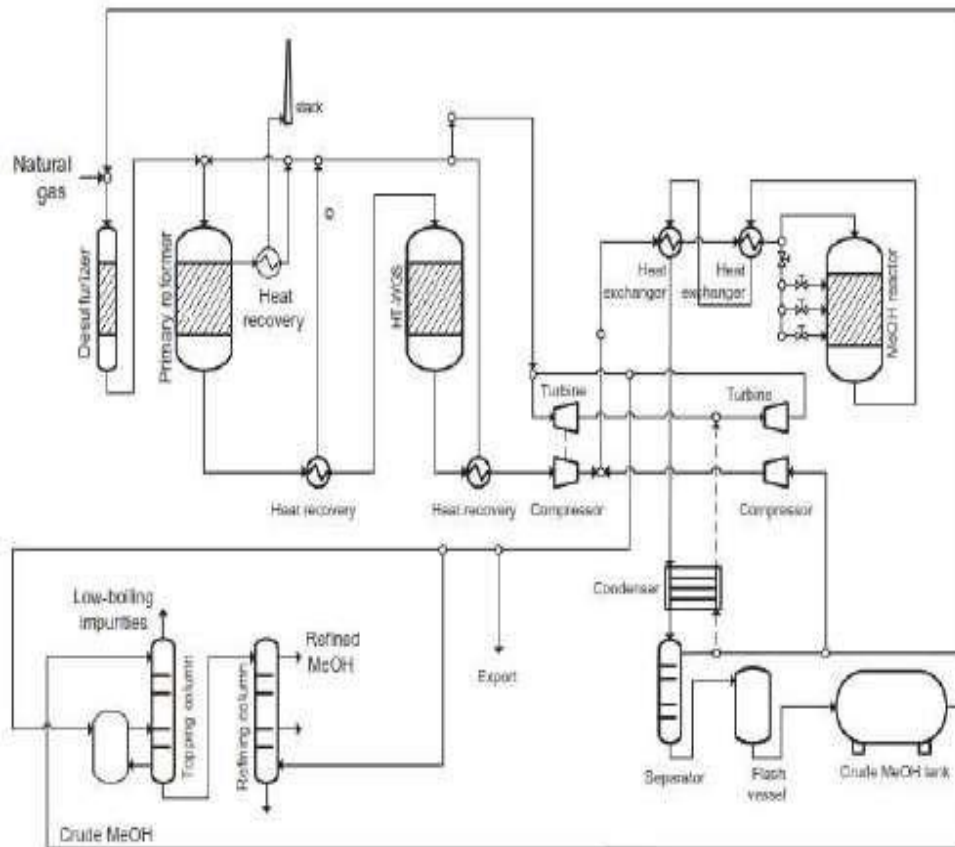 stack
Natural
gas
Desulfurizer
Primary reformer
Heat
recovery
HT-WGS
Heat
exchanger
Heat
exchanger
MeOH reactor
Turbine
Turbine
Heat recovery
Heat recovery
Compressor
Compressor
Condenser
Low-boiling
impurities
Topping column
Refining column
Refined
MeOH
Export
Separator
Flash
vessel
Crude MeOH tank
Crude MeOH